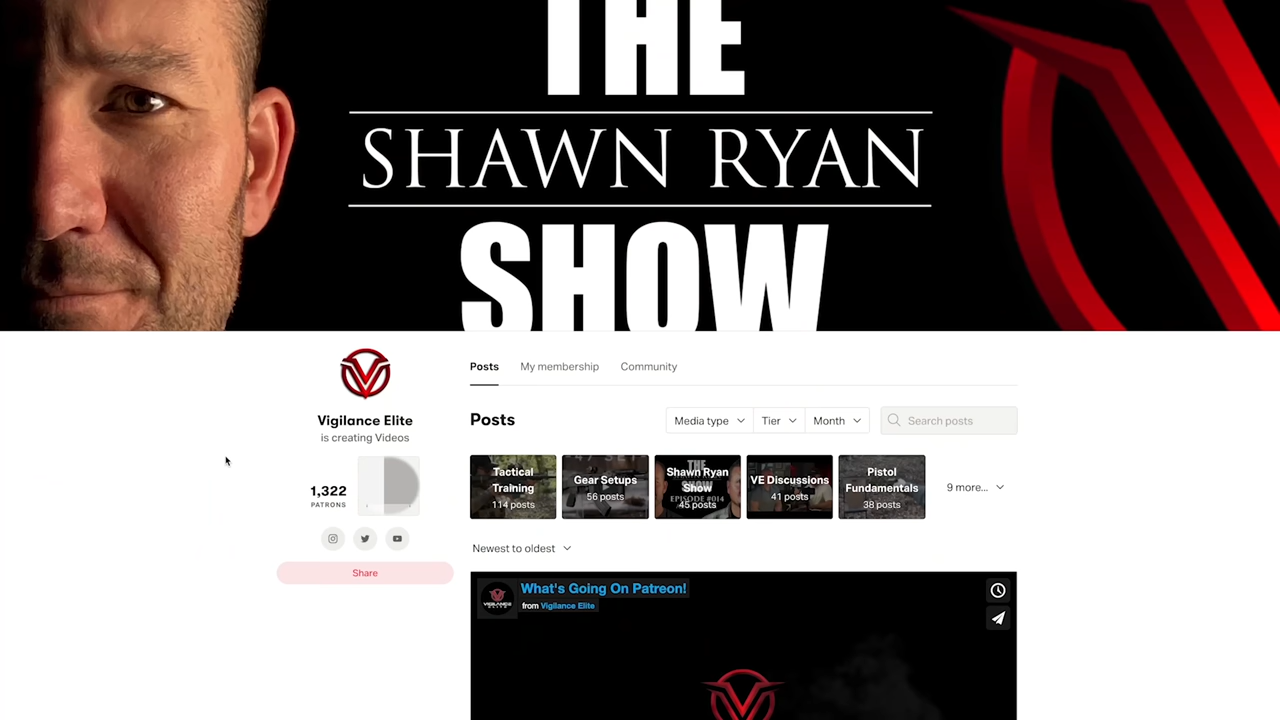 THE
SHAWN RYAN
SHOW
Posts
My membership
Community
Vigilance Elite
is creating Videos
1,322
PATRONS
Share
Posts
Media type
Tier
Month
Search posts
Tactical
Training
114 posts
Gear Setups
56 posts
Shawn Ryan
Show
45 posts
VE Discussions
41 posts
Pistol
Fundamentals
38 posts
9 more...
Newest to oldest
What's Going On Patreon!
from Vigilance Elite